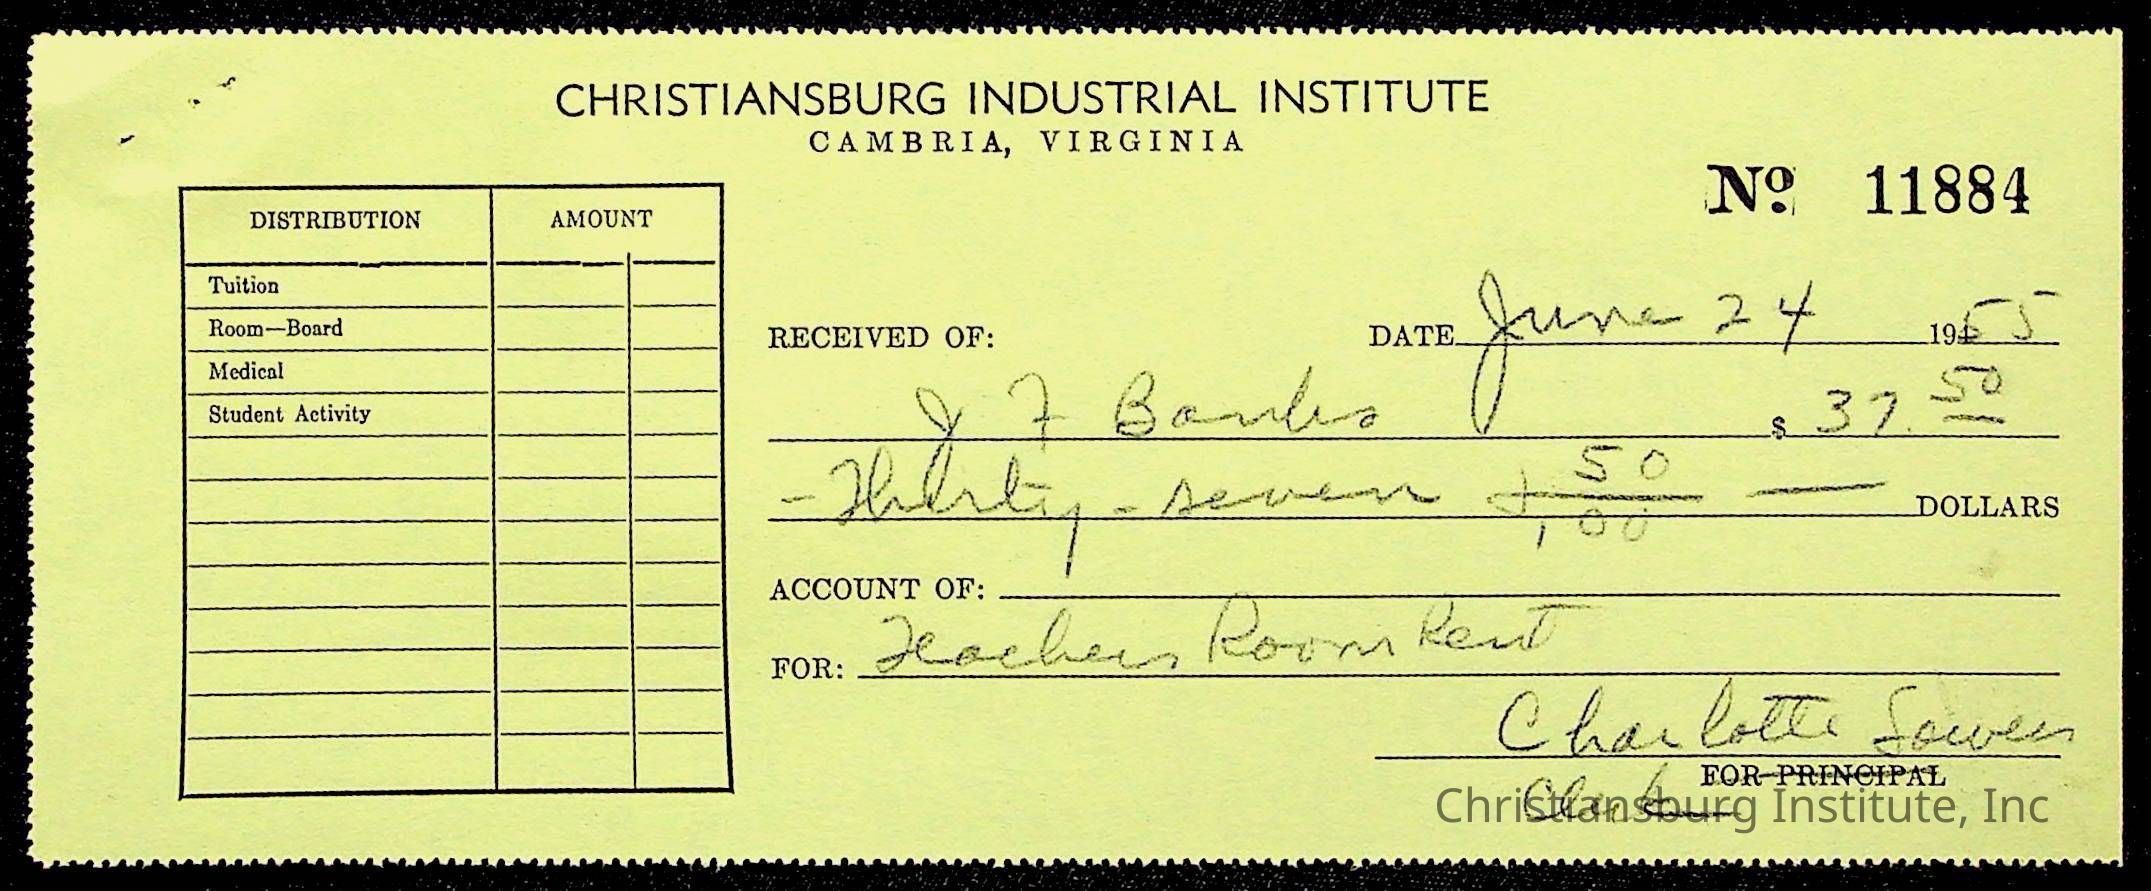 CHRISTIANSBURG INDUSTRIAL INSTITUTE
CAMBRIA, VIRGINIA
Nº 11884
DISTRIBUTION AMOUNT
Tuition
Room—Board
Medical
Student Activity
RECEIVED OF: DATE June 24 1955
J F Banks $ 37.50
- Thirty-seven + 50/100 — DOLLARS
ACCOUNT OF:
FOR: Teachers Room Rent
Charlotte
FOR PRINCIPAL
Clerk
Christiansburg Institute, Inc